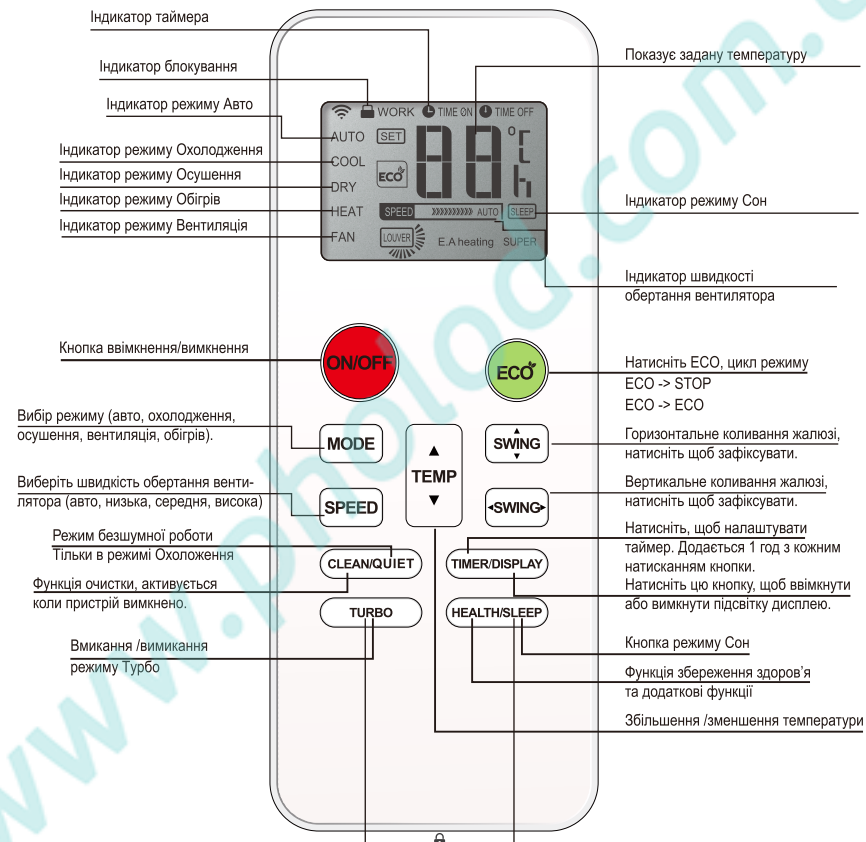 Індикатор таймера
Індикатор блокування
Індикатор режиму Авто
Індикатор режиму Охолодження
Індикатор режиму Осушення
Індикатор режиму Обігрів
Індикатор режиму Вентиляція
Показує задану температуру
WORK TIME ON TIME OFF
AUTO SET
COOL
DRY ECO
HEAT SPEED AUTO SLEEP
FAN LOUVER E.A heating SUPER
88°C
h
Індикатор режиму Сон
Індикатор швидкості
обертання вентилятора
Кнопка ввімкнення/вимкнення
ON/OFF
ECO
Натисніть ECO, цикл режиму
ECO -> STOP
ECO -> ECO
Вибір режиму (авто, охолодження,
осушення, вентиляція, обігрів).
MODE
TEMP
SWING
Горизонтальне коливання жалюзі,
натисніть щоб зафіксувати.
Виберіть швидкість обертання венти-
лятора (авто, низька, середня, висока)
SPEED
SWING
Вертикальне коливання жалюзі,
натисніть щоб зафіксувати.
Режим безшумної роботи
Тільки в режимі Охоложення
CLEAN/QUIET
TIMER/DISPLAY
Натисніть, щоб налаштувати
таймер. Додається 1 год з кожним
натисканням кнопки.
Функція очистки, активується
коли пристрій вимкнено.
Натисніть цю кнопку, щоб ввімкнути
або вимкнути підсвітку дисплею.
TURBO
HEALTH/SLEEP
Вмикання /вимикання
режиму Турбо
Кнопка режиму Сон
Функція збереження здоров’я
та додаткові функції
Збільшення /зменшення температури
www.pholod.com.